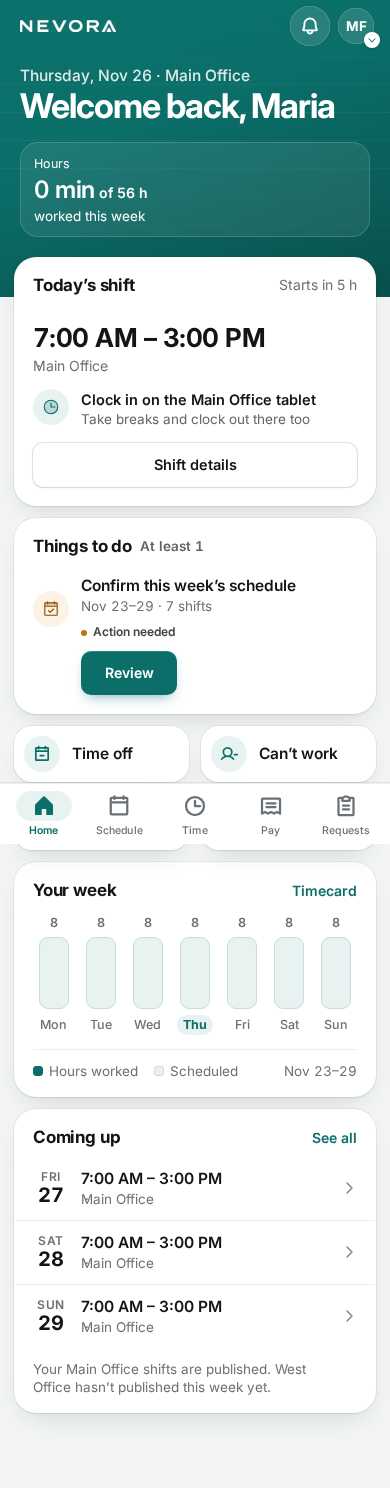 NEVORA
MF
Thursday, Nov 26 · Main Office
Welcome back, Maria
Hours
0 min of 56 h
worked this week
Today’s shift
Starts in 5 h
7:00 AM – 3:00 PM
Main Office
Clock in on the Main Office tablet
Take breaks and clock out there too
Shift details
Things to do At least 1
Confirm this week’s schedule
Nov 23–29 · 7 shifts
Action needed
Review
Time off
Can’t work
Home
Schedule
Time
Pay
Requests
Your week
Timecard
8 8 8 8 8 8 8
Mon Tue Wed Thu Fri Sat Sun
Hours worked
Scheduled
Nov 23–29
Coming up
See all
FRI
27
7:00 AM – 3:00 PM
Main Office
SAT
28
7:00 AM – 3:00 PM
Main Office
SUN
29
7:00 AM – 3:00 PM
Main Office
Your Main Office shifts are published. West
Office hasn’t published this week yet.